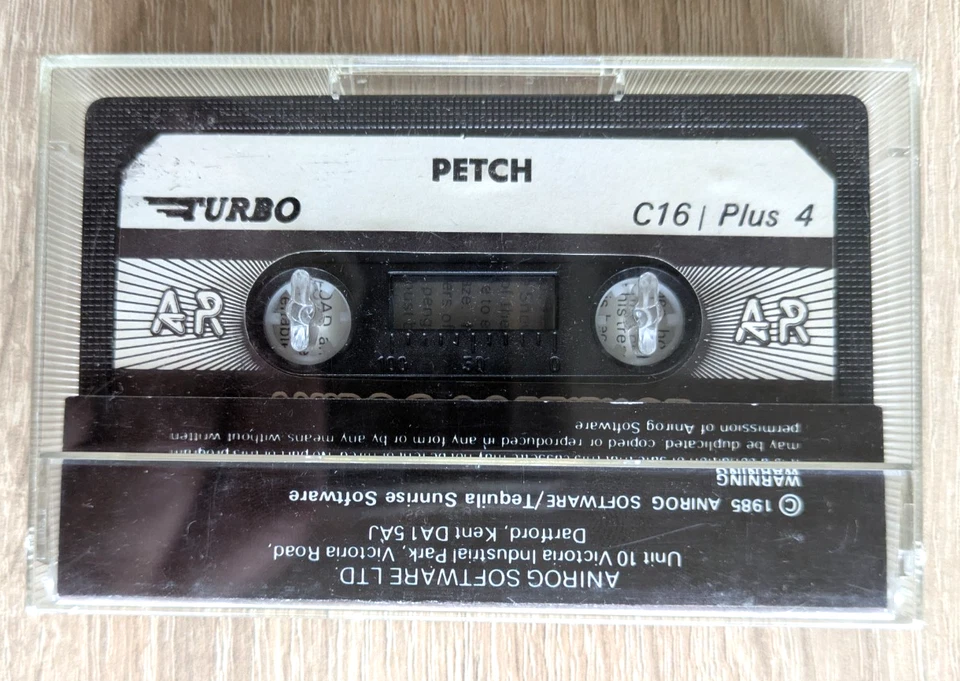 PETCH
TURBO
C16 | Plus 4
AR
AR
100 50 0
ANIROG SOFTWARE LTD.
Unit 10 Victoria Industrial Park, Victoria Road,
Dartford, Kent DA1 5AJ
© 1985 ANIROG SOFTWARE/Tequila Sunrise Software
WARNING
may be duplicated copied or reproduced in any form or by any means without written
permission of Anirog Software